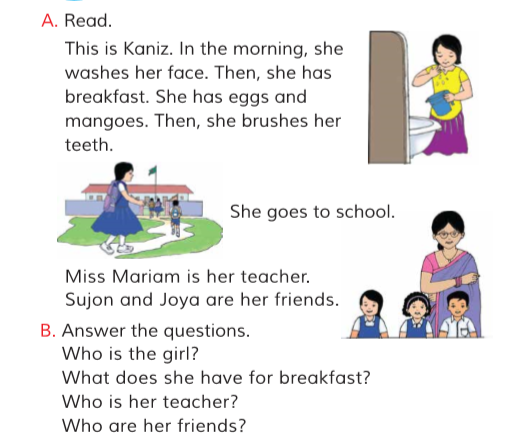 A. Read.
This is Kaniz. In the morning, she
washes her face. Then, she has
breakfast. She has eggs and
mangoes. Then, she brushes her
teeth.
She goes to school.
Miss Mariam is her teacher.
Sujon and Joya are her friends.
B. Answer the questions.
Who is the girl?
What does she have for breakfast?
Who is her teacher?
Who are her friends?